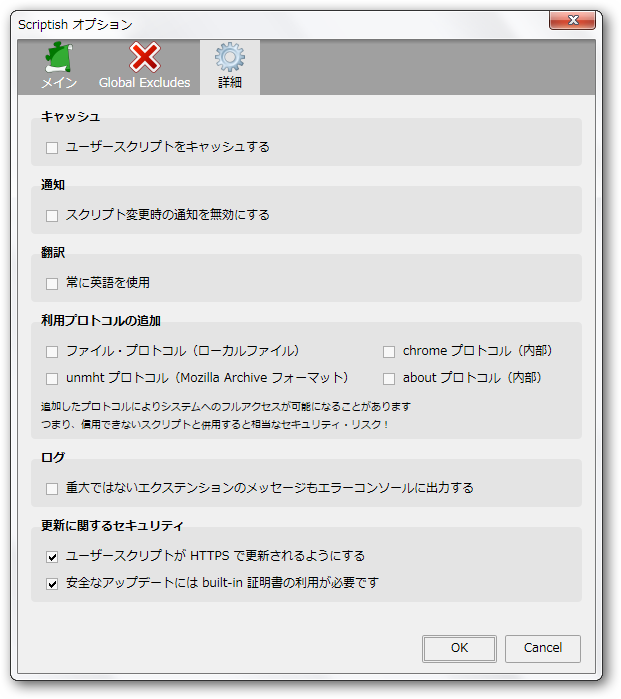 Scriptish オプション
メイン
Global Excludes
詳細
キャッシュ
ユーザースクリプトをキャッシュする
通知
スクリプト変更時の通知を無効にする
翻訳
常に英語を使用
利用プロトコルの追加
ファイル・プロトコル（ローカルファイル）
chrome プロトコル（内部）
unmht プロトコル（Mozilla Archive フォーマット）
about プロトコル（内部）
追加したプロトコルによりシステムへのフルアクセスが可能になることがあります
つまり、信用できないスクリプトと併用すると相当なセキュリティ・リスク！
ログ
重大ではないエクステンションのメッセージもエラーコンソールに出力する
更新に関するセキュリティ
ユーザースクリプトが HTTPS で更新されるようにする
安全なアップデートには built-in 証明書の利用が必要です
OK
Cancel